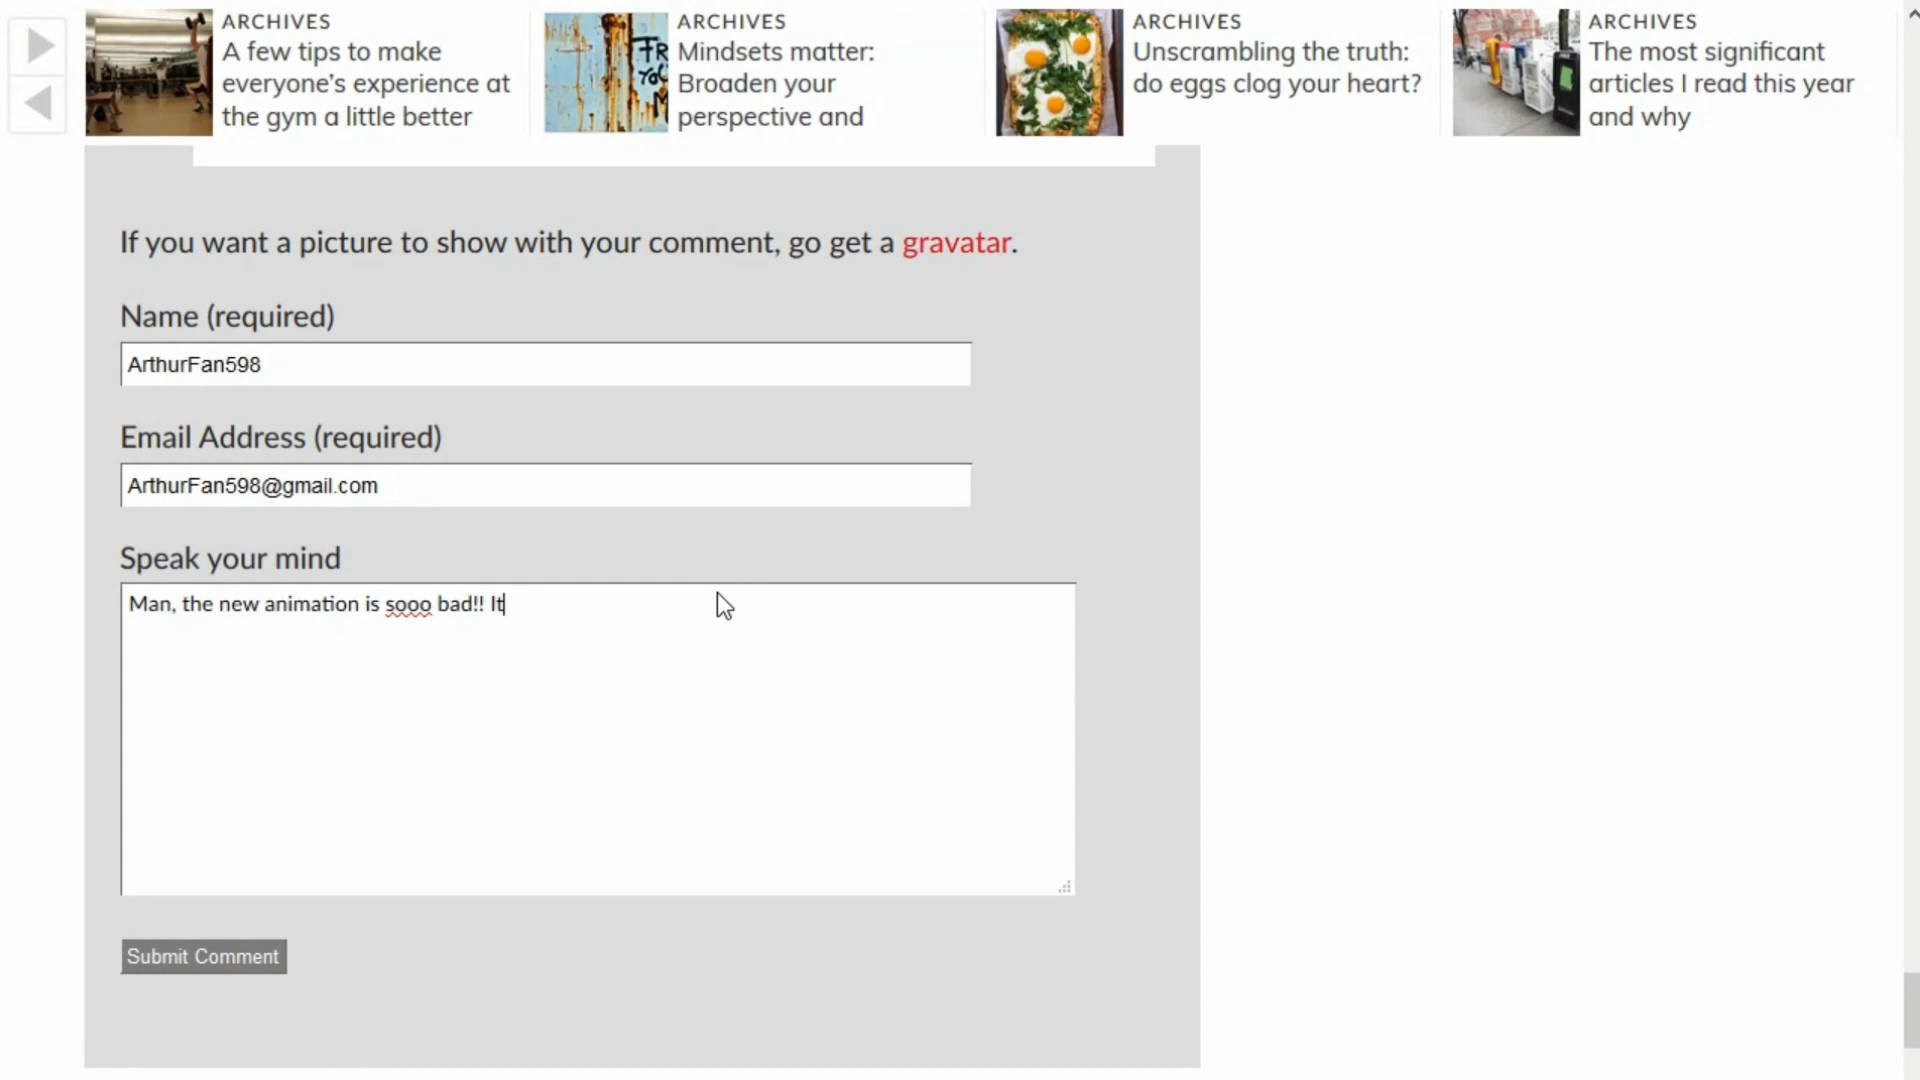 ARCHIVES
A few tips to make
everyone's experience at
the gym a little better
ARCHIVES
Mindsets matter:
Broaden your
perspective and
ARCHIVES
Unscrambling the truth:
do eggs clog your heart?
ARCHIVES
The most significant
articles I read this year
and why
If you want a picture to show with your comment, go get a gravatar.
Name (required)
ArthurFan598
Email Address (required)
ArthurFan598@gmail.com
Speak your mind
Man, the new animation is sooo bad!! It
Submit Comment